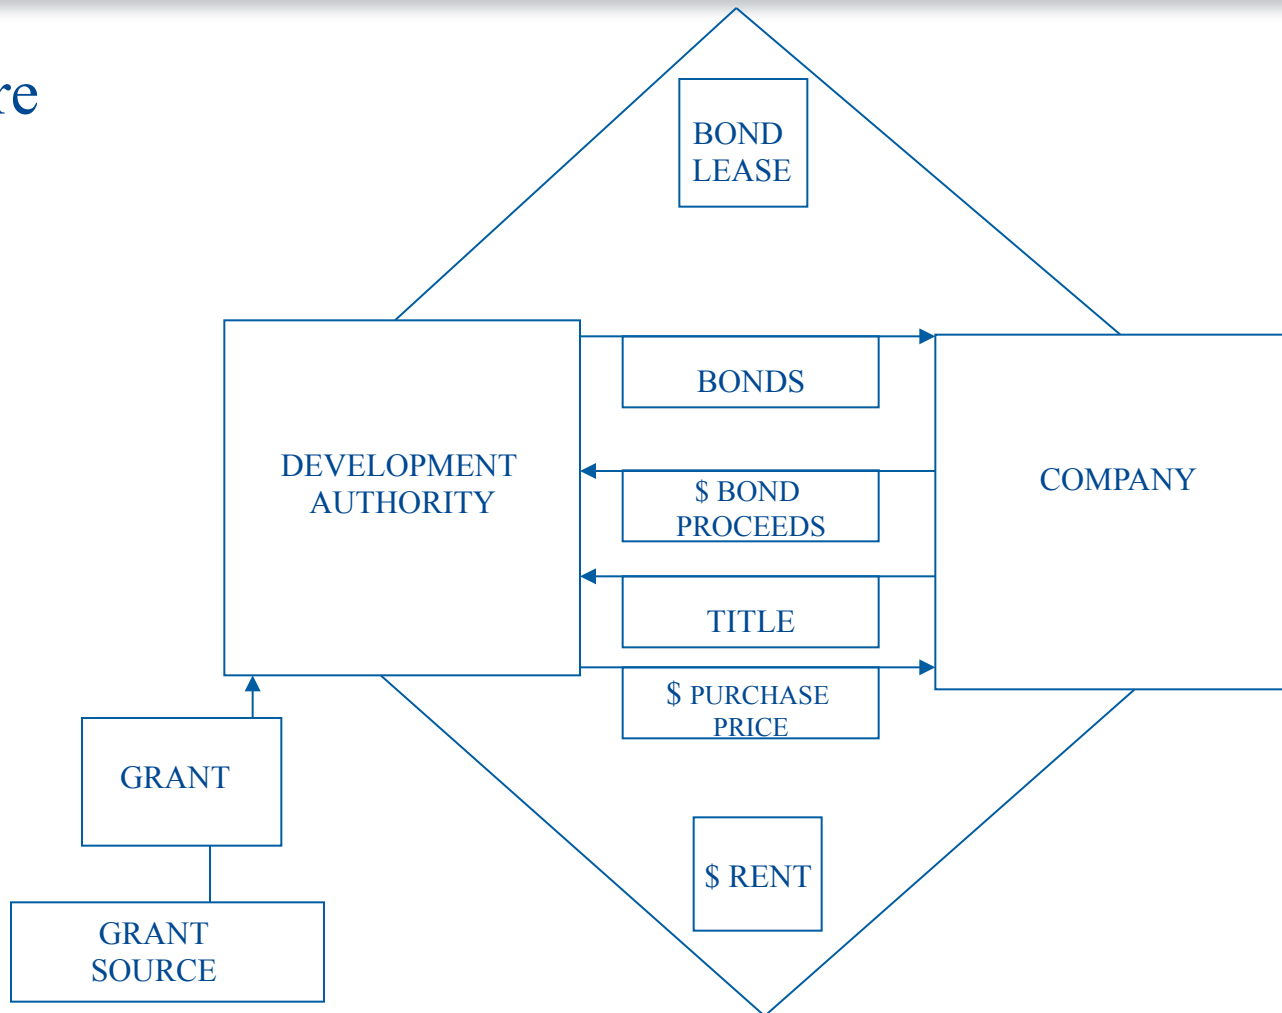 re
BOND
LEASE
BONDS
DEVELOPMENT
AUTHORITY
COMPANY
$ BOND
PROCEEDS
TITLE
$ PURCHASE
PRICE
GRANT
$ RENT
GRANT
SOURCE